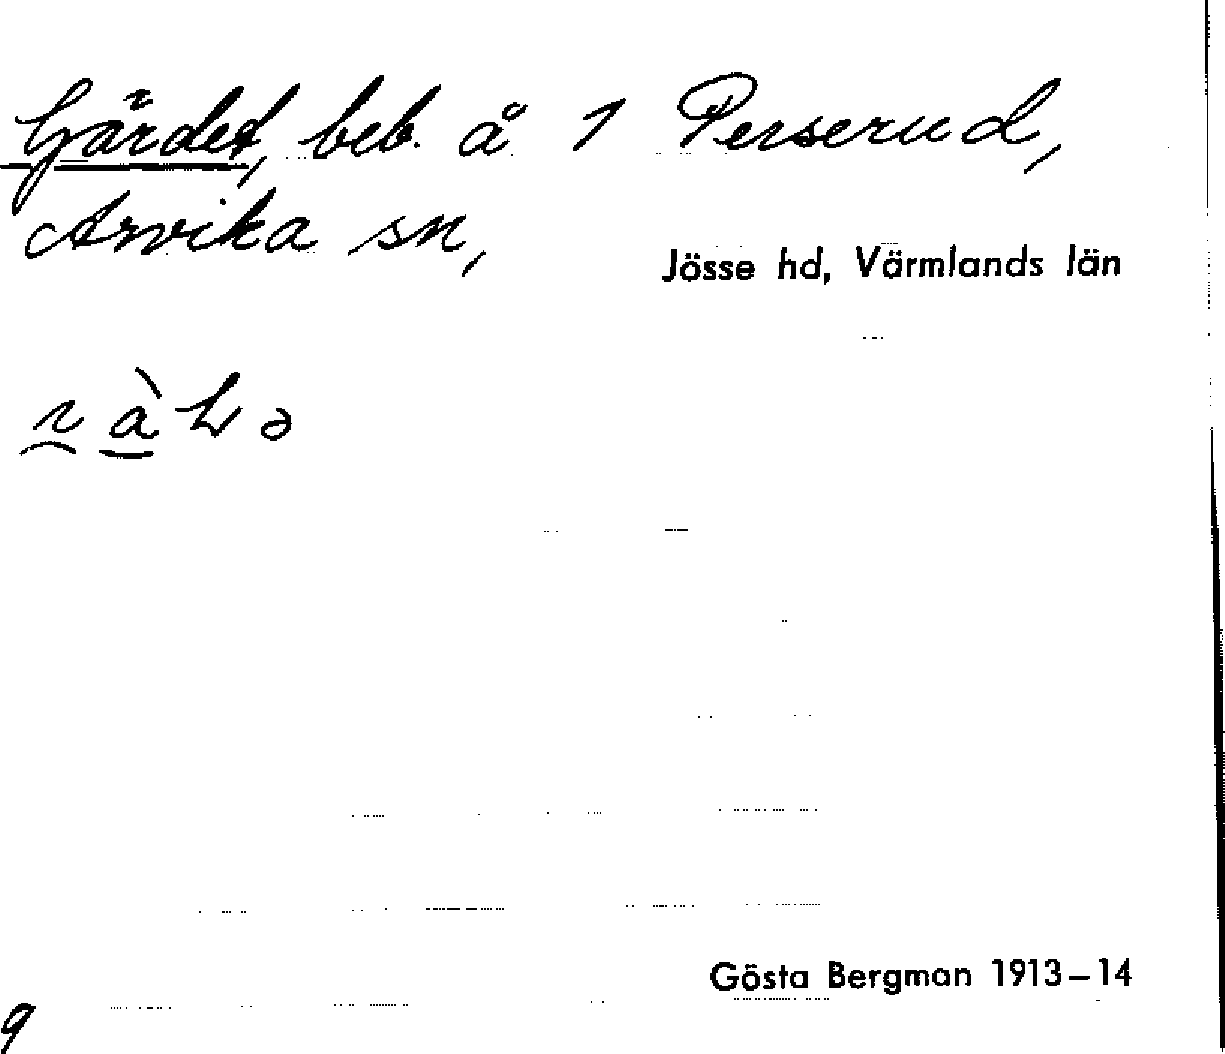 Gärdet, beb. å 1 Perserud,
Arvika sn,
Jösse hd, Värmlands län
Gösta Bergman 1913–14
9